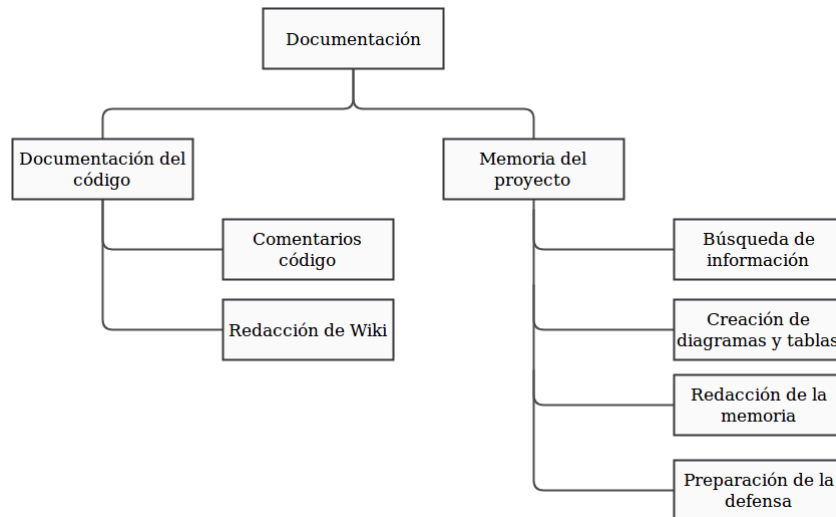 Documentación
Documentación del
código
Comentarios
código
Redacción de Wiki
Memoria del
proyecto
Búsqueda de
información
Creación de
diagramas y tablas
Redacción de la
memoria
Preparación de la
defensa